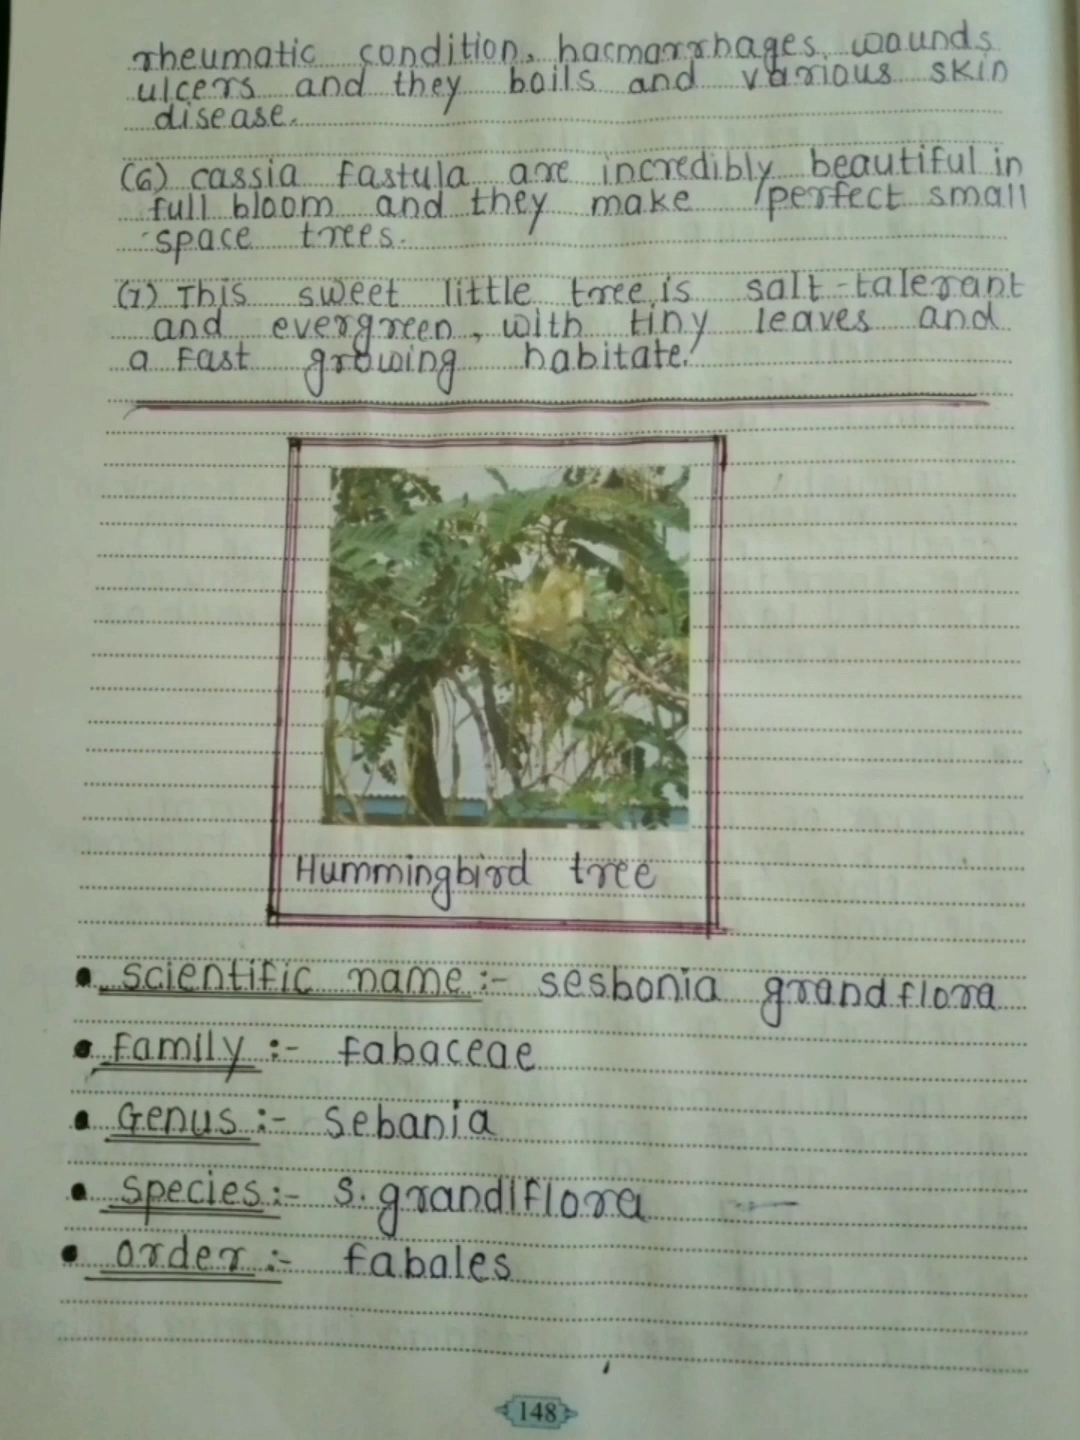 rheumatic condition, hacmarrhages, wounds
ulcers and they boils and various skin
disease.
(6) cassia fastula are incredibly beautiful in
full bloom and they make perfect small
space trees.
(7) This sweet little tree is salt-talerant
and evergreen, with tiny leaves and
a fast growing habitate.
Hummingbird tree
• scientific name :- sesbonia grandflora
• family :- fabaceae
• Genus :- Sebania
• species :- S. grandiflora
• order :- fabales
148